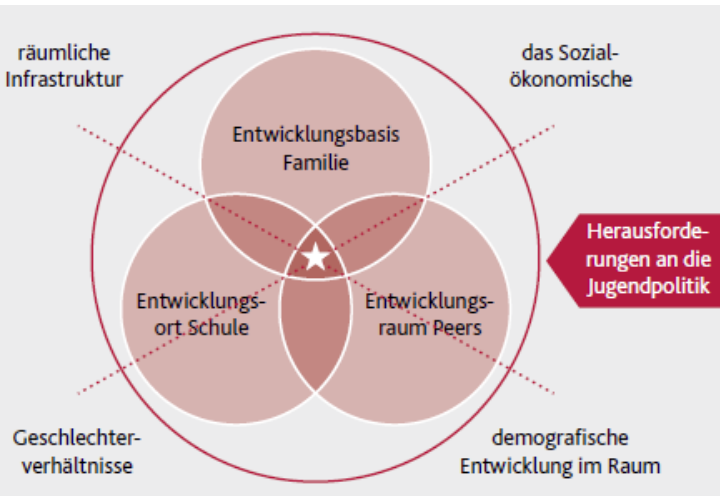 räumliche
Infrastruktur
das Sozial-
ökonomische
Entwicklungsbasis
Familie
Herausforde-
rungen an die
Jugendpolitik
Entwicklungs-
ort Schule
Entwicklungs-
raum Peers
Geschlechter-
verhältnisse
demografische
Entwicklung im Raum